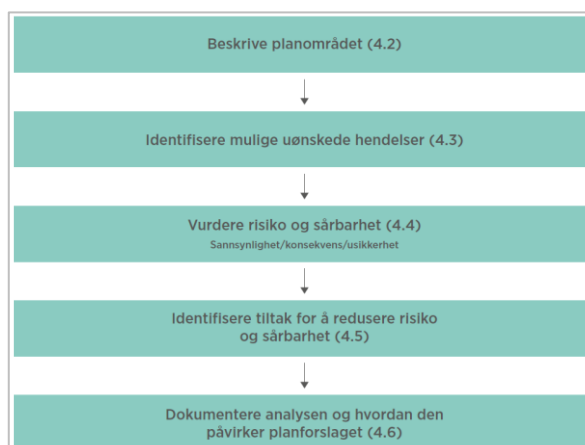 Beskrive planområdet (4.2)
Identifisere mulige uønskede hendelser (4.3)
Vurdere risiko og sårbarhet (4.4)
Sannsynlighet/konsekvens/usikkerhet
Identifisere tiltak for å redusere risiko
og sårbarhet (4.5)
Dokumentere analysen og hvordan den
påvirker planforslaget (4.6)